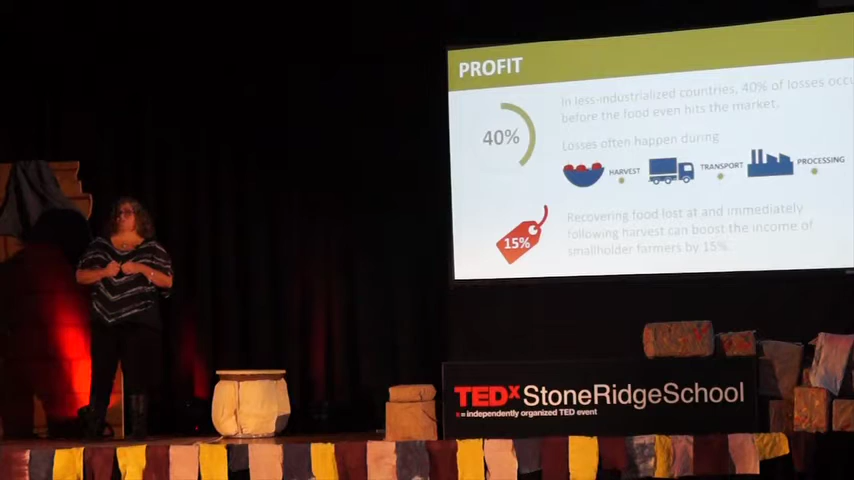 PROFIT
40%
In less-industrialized countries, 40% of losses occu
before the food even hits the market.
Losses often happen during
HARVEST
TRANSPORT
PROCESSING
15%
Recovering food lost at and immediately
following harvest can boost the income of
smallholder farmers by 15%.
TEDx StoneRidgeSchool
x = independently organized TED event